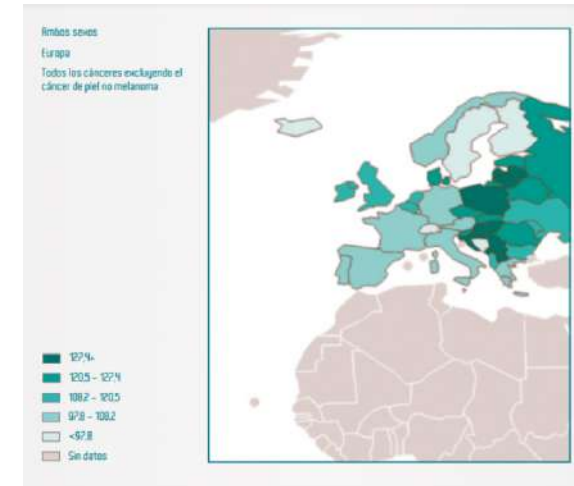 Ambos sexos
Europa
Todos los cánceres excluyendo el
cáncer de piel no melanoma
127,4+
120,5 – 127,4
108,2 – 120,5
97,8 – 108,2
<97,8
Sin datos